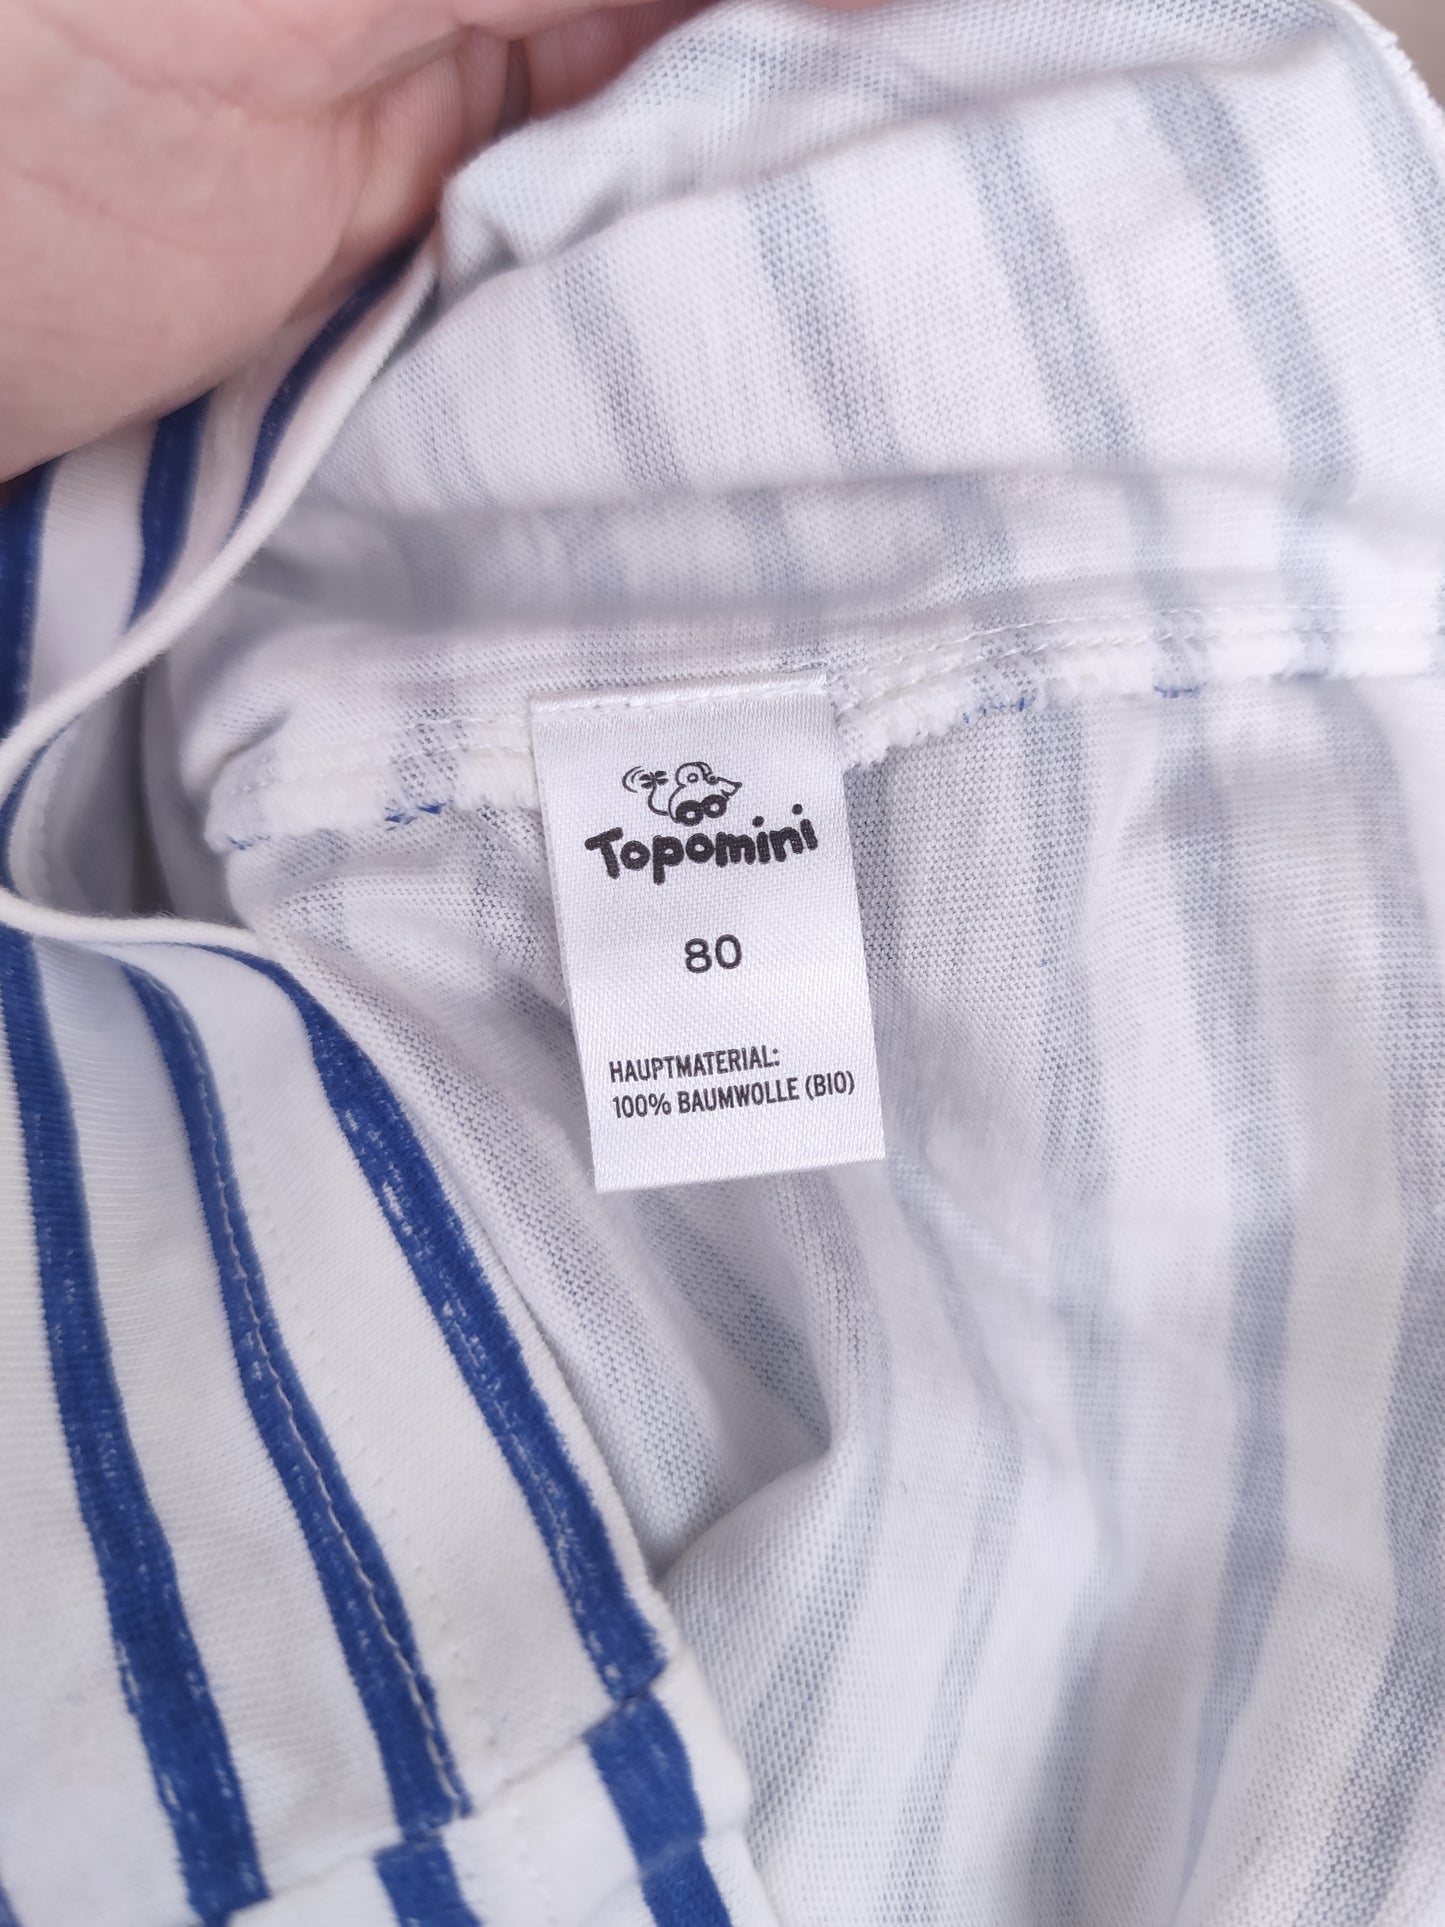 Topomini
80
HAUPTMATERIAL:
100% BAUMWOLLE (BIO)